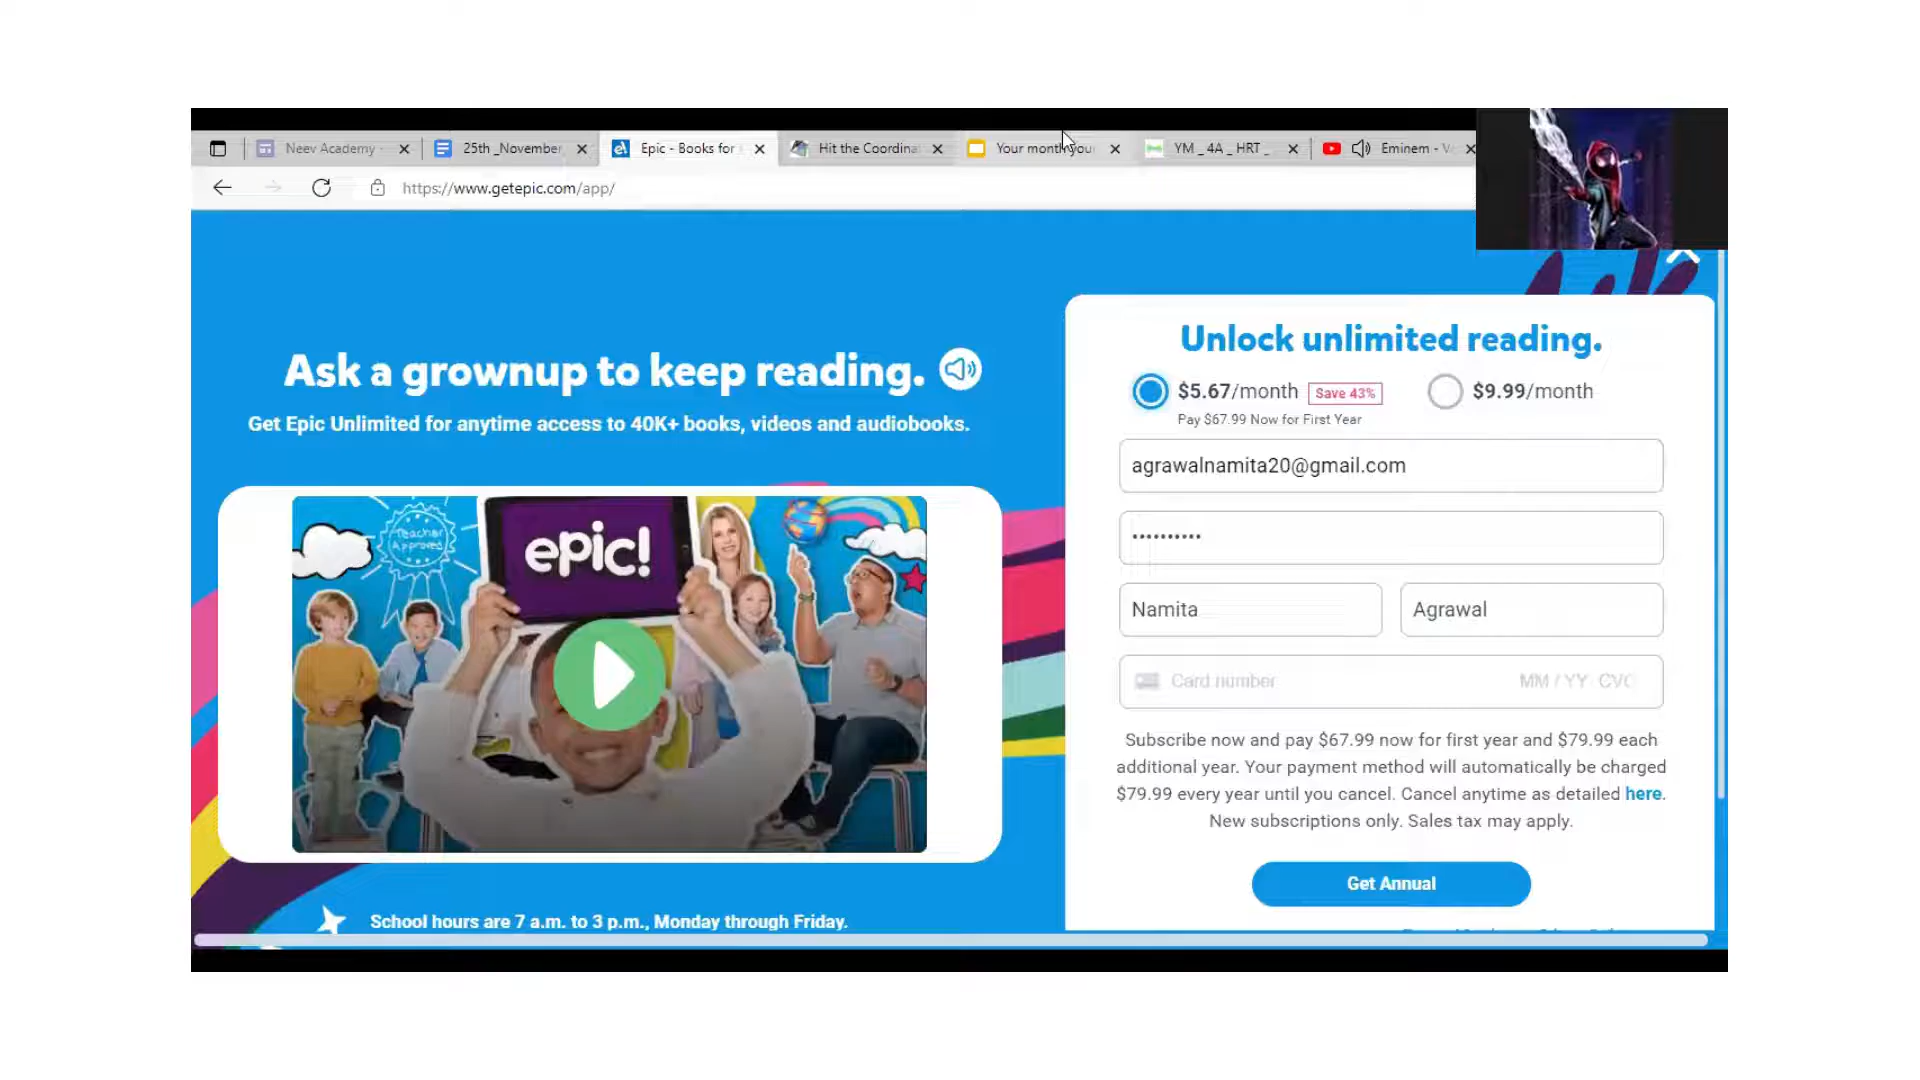 Neev Academy
25th _November
Epic - Books for
Hit the Coordina
Your month
YM _ 4A _ HRT _
Eminem - V
https://www.getepic.com/app/
Ask a grownup to keep reading.
Get Epic Unlimited for anytime access to 40K+ books, videos and audiobooks.
Teacher
Approved
epic!
School hours are 7 a.m. to 3 p.m., Monday through Friday.
Unlock unlimited reading.
$5.67/month Save 43% $9.99/month
Pay $67.99 Now for First Year
agrawalnamita20@gmail.com
••••••••••
Namita Agrawal
Card number MM / YY CVC
Subscribe now and pay $67.99 now for first year and $79.99 each
additional year. Your payment method will automatically be charged
$79.99 every year until you cancel. Cancel anytime as detailed here.
New subscriptions only. Sales tax may apply.
Get Annual